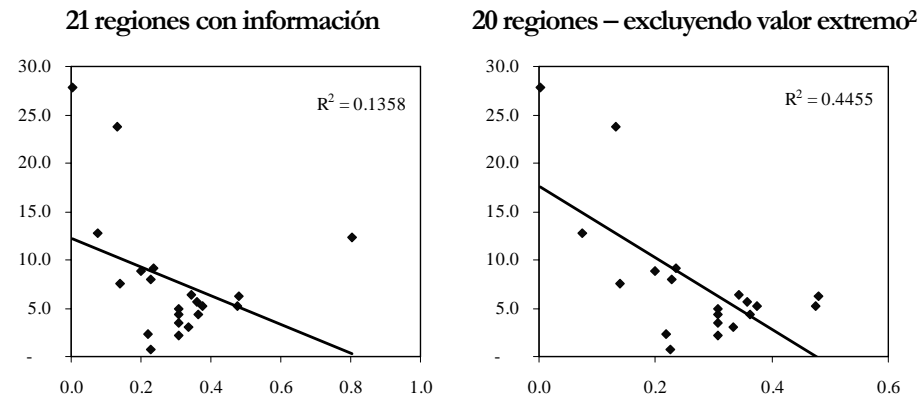 21 regiones con información
30.0
25.0
20.0
15.0
10.0
5.0
-
R² = 0.1358
0.0 0.2 0.4 0.6 0.8 1.0
20 regiones – excluyendo valor extremo²
30.0
25.0
20.0
15.0
10.0
5.0
-
R² = 0.4455
0.0 0.2 0.4 0.6